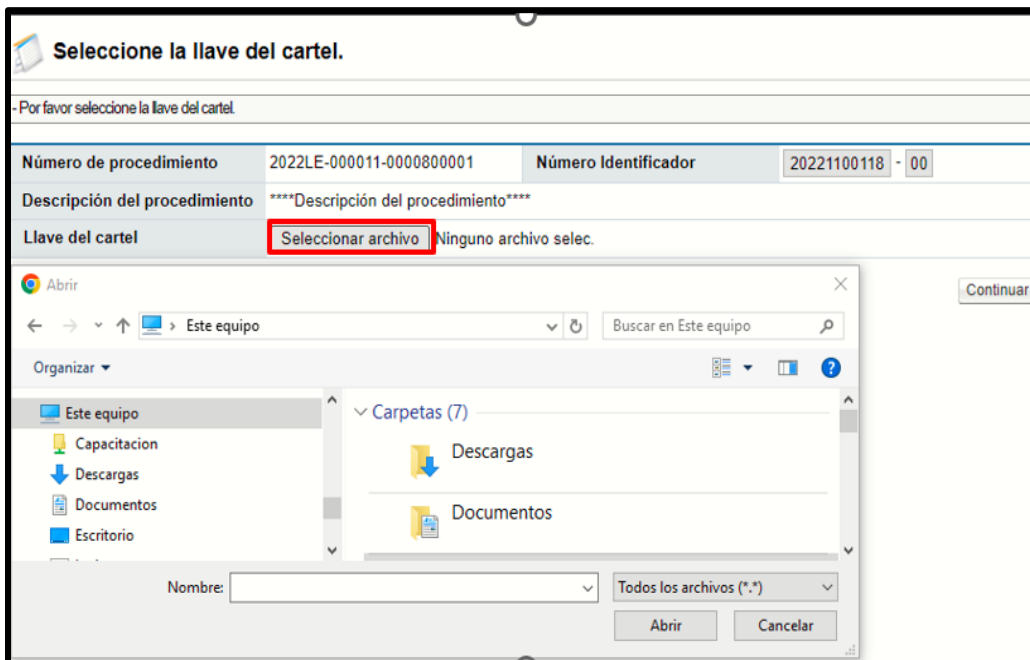 Seleccione la llave del cartel.
- Por favor seleccione la llave del cartel.
Número de procedimiento 2022LE-000011-0000800001 Número Identificador 20221100118 - 00
Descripción del procedimiento ****Descripción del procedimiento****
Llave del cartel Seleccionar archivo Ninguno archivo selec.
Continuar
Abrir
Este equipo Buscar en Este equipo
Organizar
Este equipo
Capacitacion
Descargas
Documentos
Escritorio
Carpetas (7)
Descargas
Documentos
Nombre: Todos los archivos (*.*)
Abrir Cancelar